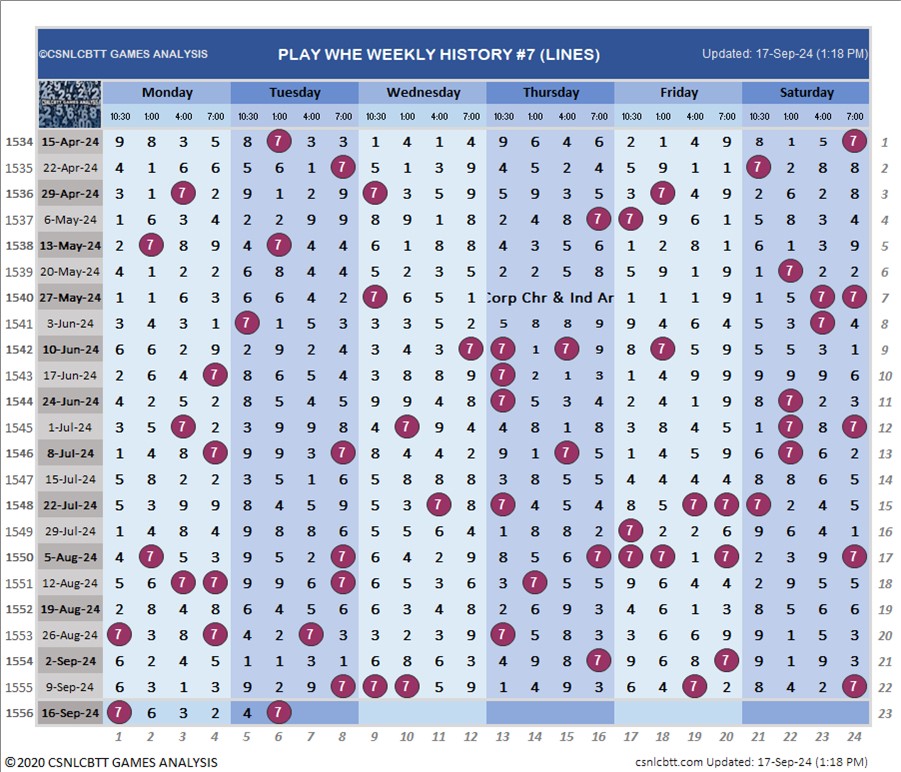 ©CSNLCBTT GAMES ANALYSIS PLAY WHE WEEKLY HISTORY #7 (LINES) Updated: 17-Sep-24 (1:18 PM)
Monday Tuesday Wednesday Thursday Friday Saturday
10:30 1:00 4:00 7:00 10:30 1:00 4:00 7:00 10:30 1:00 4:00 7:00 10:30 1:00 4:00 7:00 10:30 1:00 4:00 7:00 10:30 1:00 4:00 7:00
1534 15-Apr-24 9 8 3 5 8 7 3 3 1 4 1 4 9 6 4 6 2 1 4 9 8 1 5 7 1
1535 22-Apr-24 4 1 6 6 5 6 1 7 5 1 3 9 4 5 2 4 5 9 1 1 7 2 8 8 2
1536 29-Apr-24 3 1 7 2 9 1 2 9 7 3 5 9 5 9 3 5 3 7 4 9 2 6 2 8 3
1537 6-May-24 1 6 3 4 2 2 9 9 8 9 1 8 2 4 8 7 7 9 6 1 5 8 3 4 4
1538 13-May-24 2 7 8 9 4 7 4 4 6 1 8 8 4 3 5 6 1 2 8 1 6 1 3 9 5
1539 20-May-24 4 1 2 2 6 8 4 4 5 2 3 5 2 2 5 8 5 9 1 9 1 7 2 2 6
1540 27-May-24 1 1 6 3 6 6 4 2 7 6 5 1 Corp Chr & Ind Ar 1 1 1 9 1 5 7 7 7
1541 3-Jun-24 3 4 3 1 7 1 5 3 3 3 5 2 5 8 8 9 9 4 6 4 5 3 7 4 8
1542 10-Jun-24 6 6 2 9 2 9 2 4 3 4 3 7 7 1 7 9 8 7 5 9 5 5 3 1 9
1543 17-Jun-24 2 6 4 7 8 6 5 4 3 8 8 9 7 2 1 3 1 4 9 9 9 9 9 6 10
1544 24-Jun-24 4 2 5 2 8 5 4 5 9 9 4 8 7 5 3 4 2 4 1 9 8 7 2 3 11
1545 1-Jul-24 3 5 7 2 3 9 9 8 4 7 9 4 4 8 1 8 3 8 4 5 1 7 8 7 12
1546 8-Jul-24 1 4 8 7 9 9 3 7 8 4 4 2 9 1 7 5 1 4 5 9 6 7 6 2 13
1547 15-Jul-24 5 8 2 2 3 5 1 6 5 8 8 8 3 8 5 5 4 4 4 4 8 8 6 5 14
1548 22-Jul-24 5 3 9 9 8 4 5 9 5 3 7 8 7 4 5 4 8 5 7 7 7 2 4 5 15
1549 29-Jul-24 1 4 8 4 9 8 8 6 5 5 6 4 1 8 8 2 7 2 2 6 9 6 4 1 16
1550 5-Aug-24 4 7 5 3 9 5 2 7 6 4 2 9 8 5 6 7 7 7 1 7 2 3 9 7 17
1551 12-Aug-24 5 6 7 7 9 9 6 7 6 5 3 6 3 7 5 5 9 6 4 4 2 9 5 5 18
1552 19-Aug-24 2 8 4 8 6 4 5 6 6 3 4 8 2 6 9 3 4 6 1 3 8 5 6 6 19
1553 26-Aug-24 7 3 8 7 4 2 7 3 3 2 3 9 7 5 8 3 3 6 6 9 9 1 5 3 20
1554 2-Sep-24 6 2 4 5 1 1 3 1 6 8 6 3 4 9 8 7 3 6 8 7 9 1 9 3 21
1555 9-Sep-24 6 3 1 3 9 2 9 7 7 7 5 9 1 4 9 3 6 4 7 2 8 4 2 7 22
1556 16-Sep-24 7 6 3 2 4 7 23
1 2 3 4 5 6 7 8 9 10 11 12 13 14 15 16 17 18 19 20 21 22 23 24
©2020 CSNLCBTT GAMES ANALYSIS csnlcbtt.com Updated: 17-Sep-24 (1:18 PM)